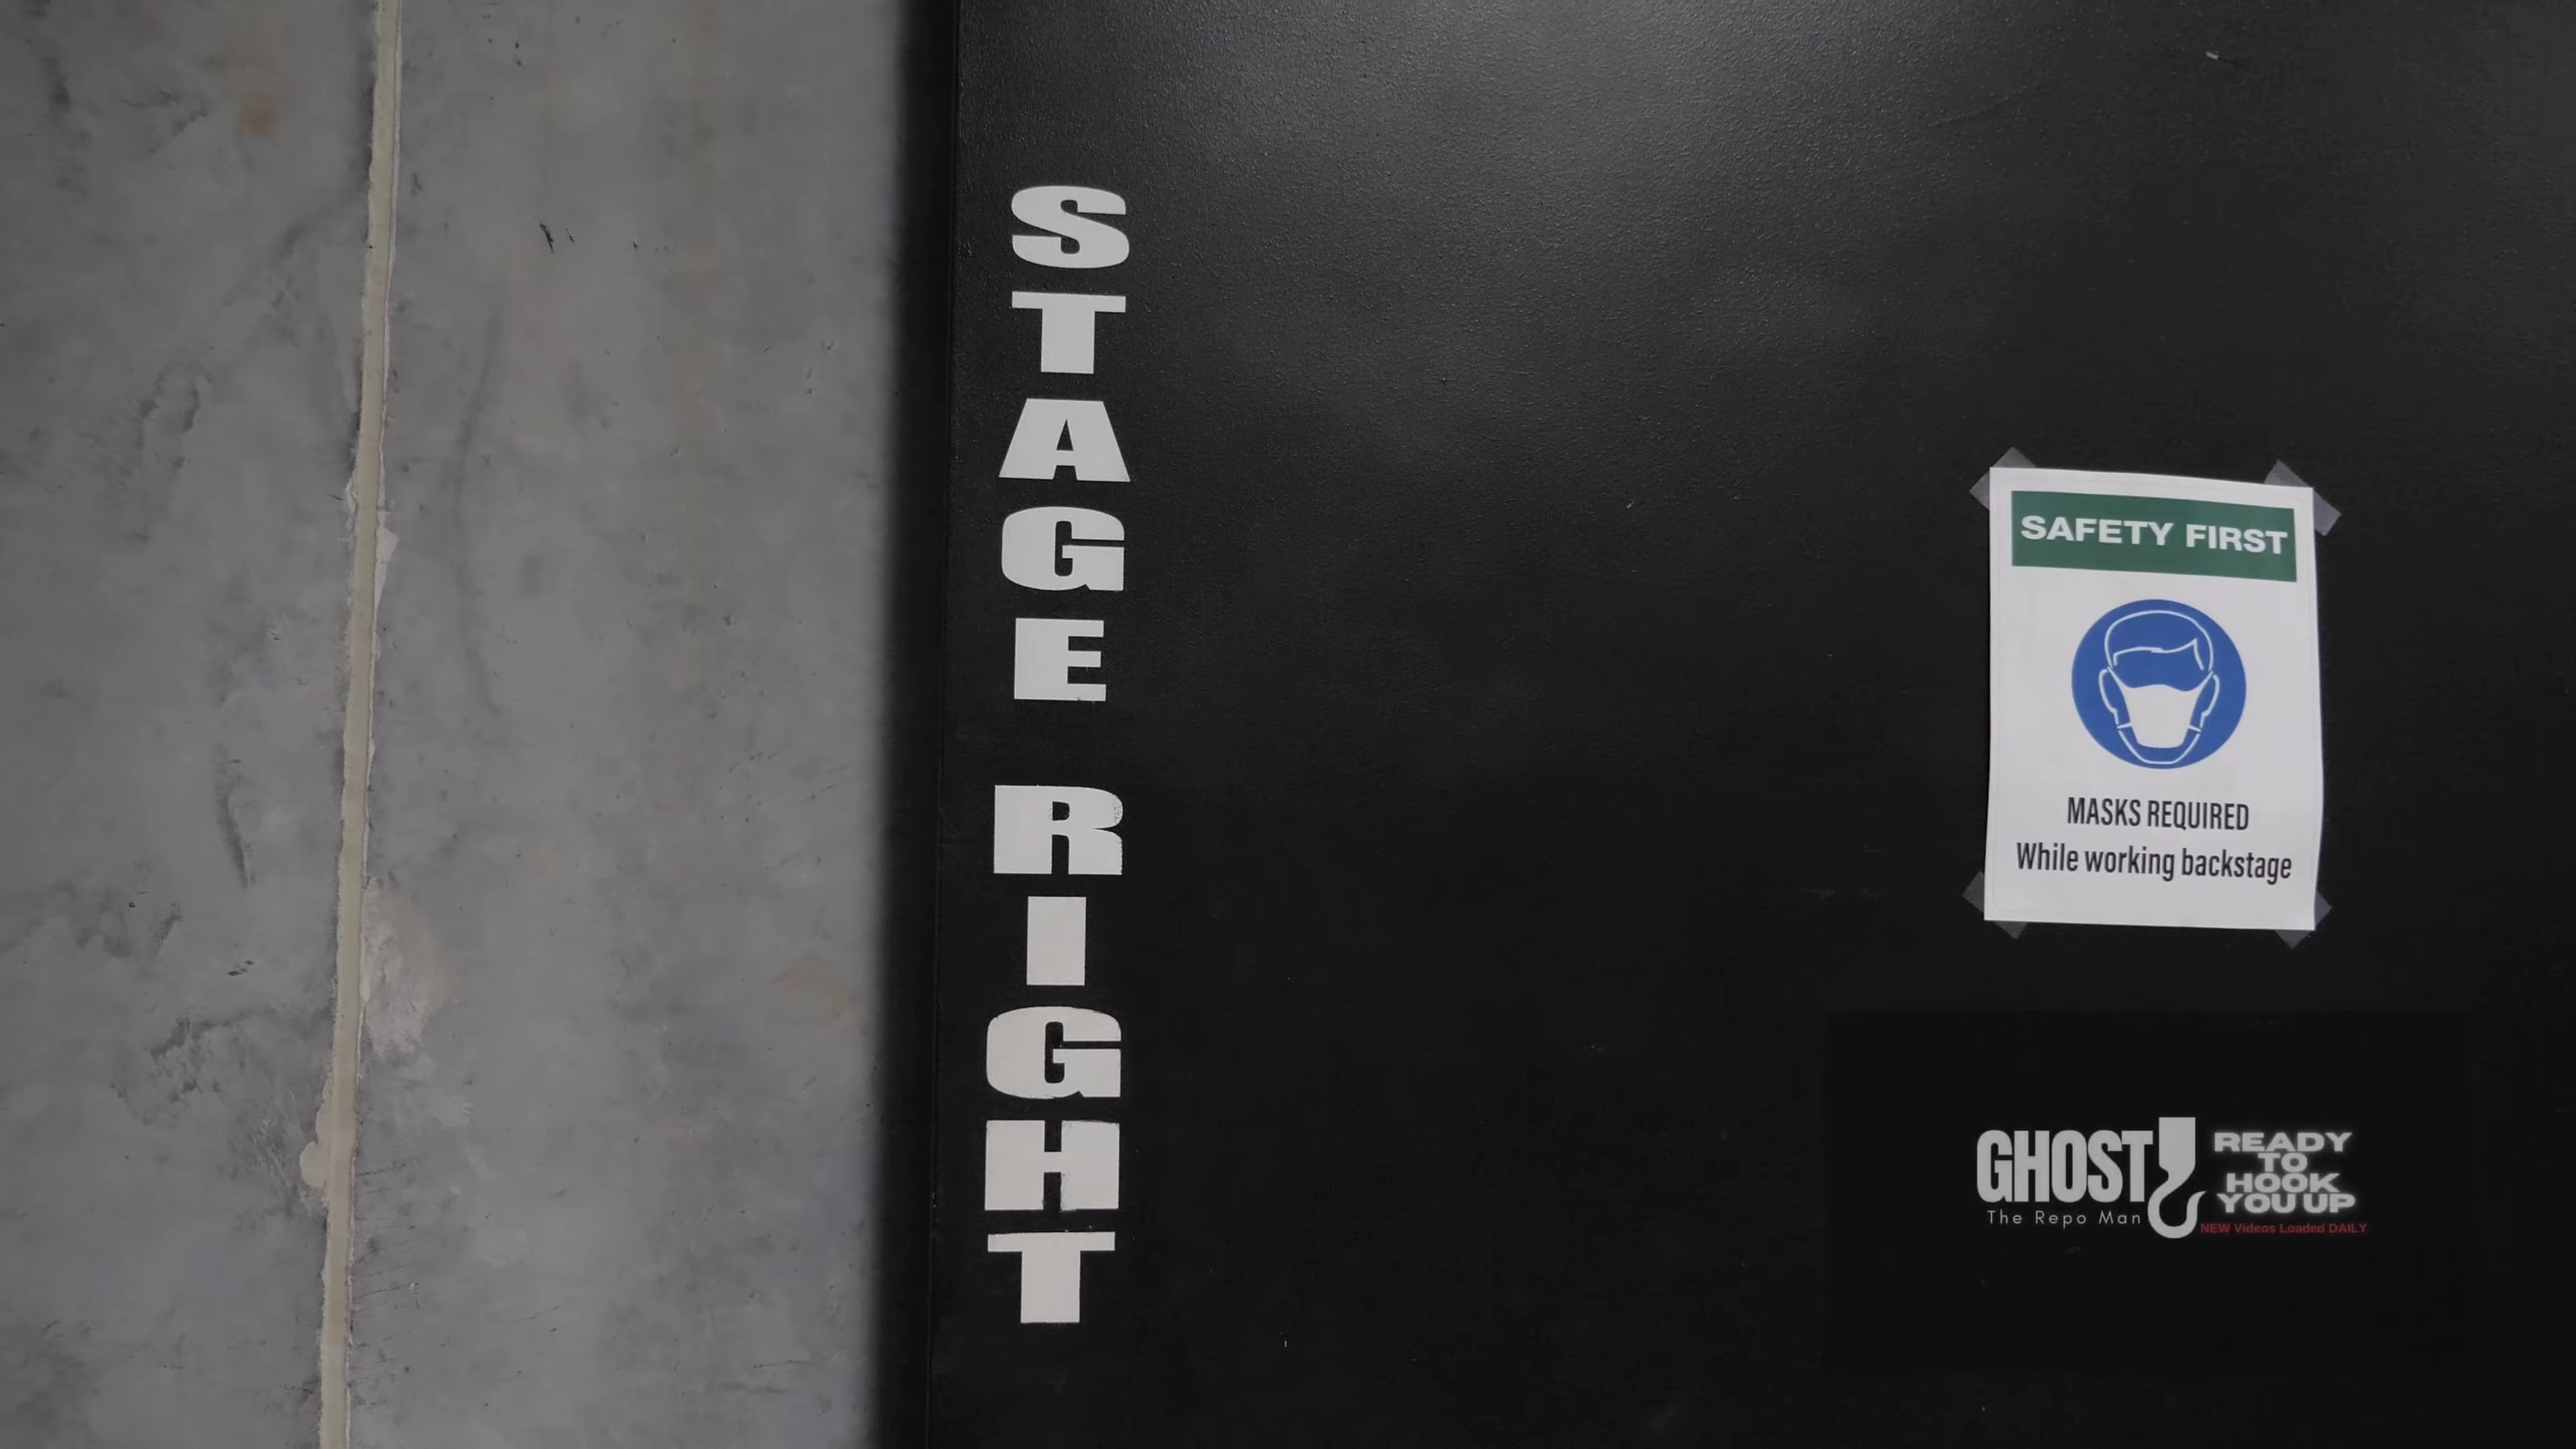 STAGE RIGHT
SAFETY FIRST
MASKS REQUIRED
While working backstage
GHOST
The Repo Man
READY
TO
HOOK
YOU UP
NEW Videos Loaded DAILY